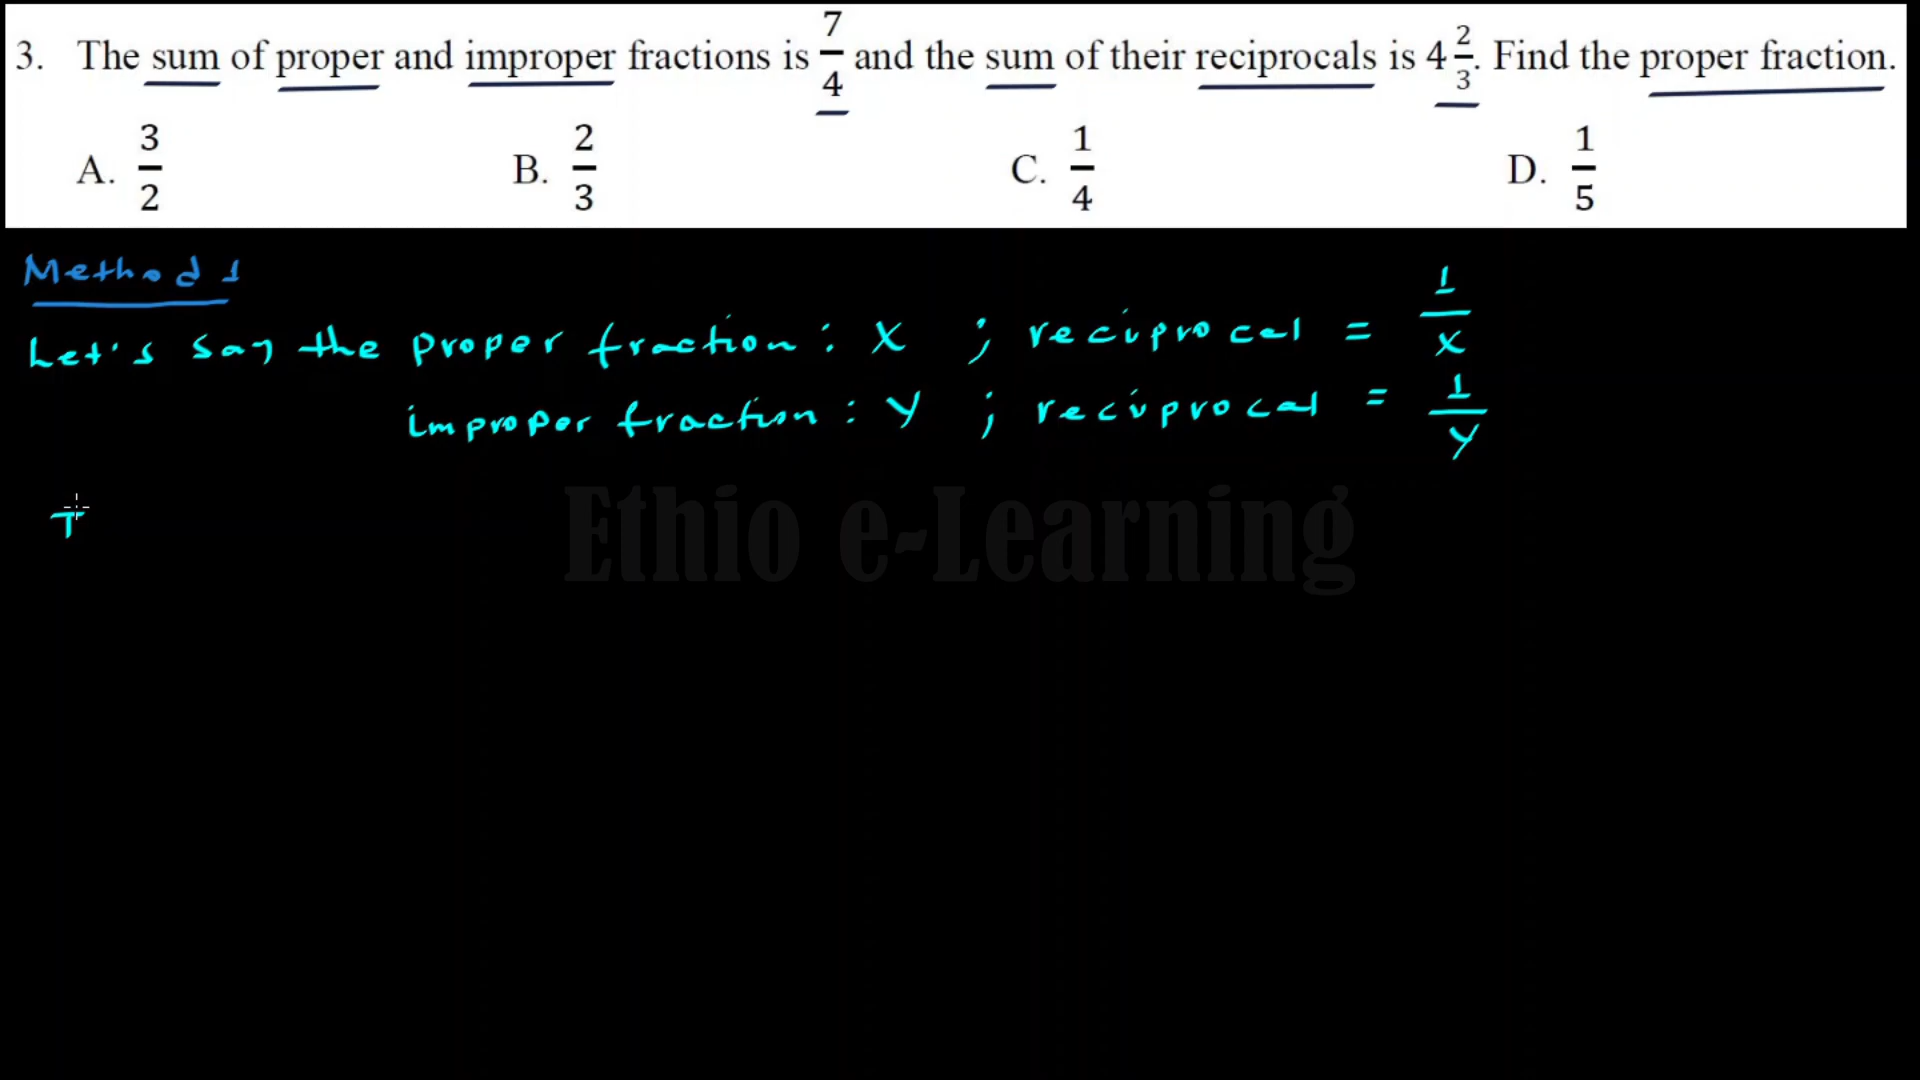 3. The sum of proper and improper fractions is 7/4 and the sum of their reciprocals is 4 2/3. Find the proper fraction.
A. 3/2 B. 2/3 C. 1/4 D. 1/5
Method 1
Let's say the proper fraction : X ; reciprocal = 1/X
improper fraction : Y ; reciprocal = 1/Y
T
Ethio e-Learning